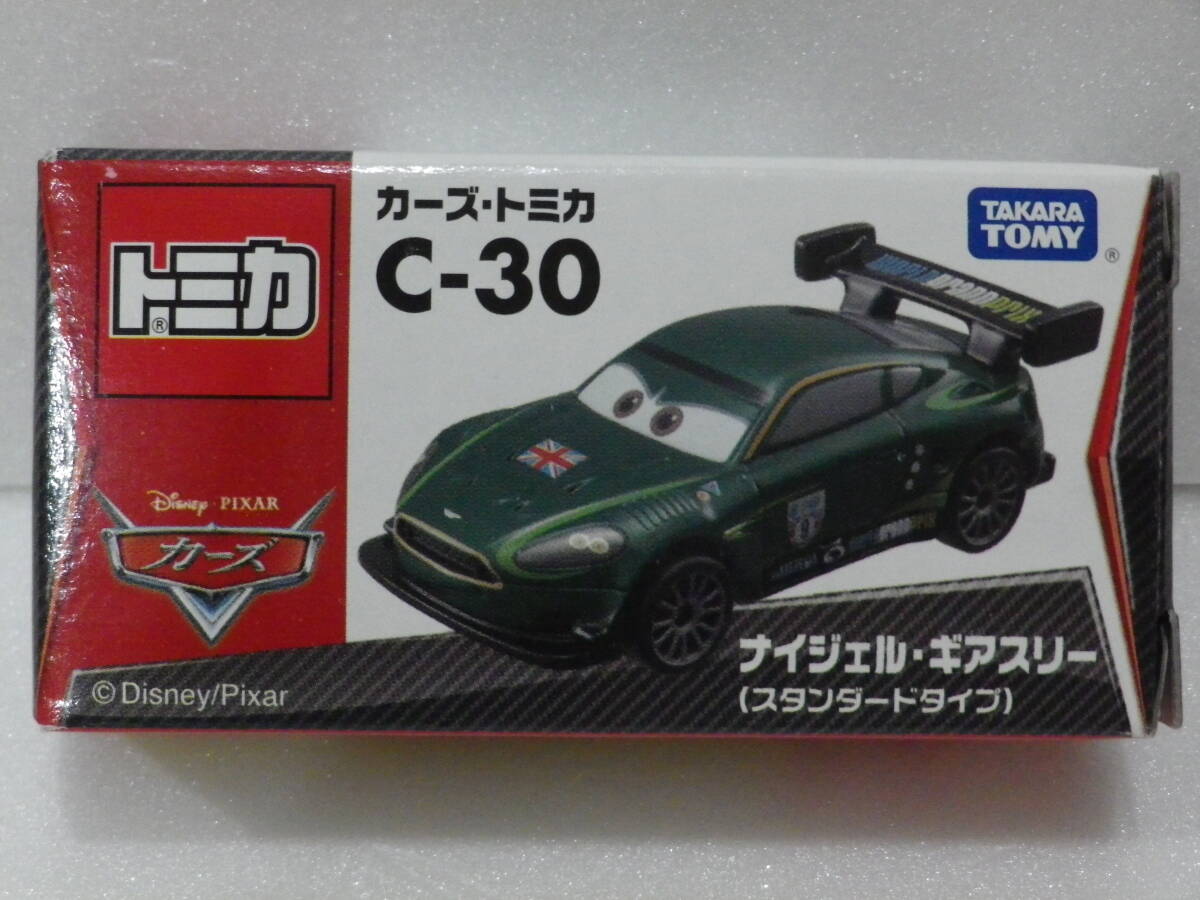 トミカ®
カーズ・トミカ
C-30
TAKARA
TOMY
®
Disney · PIXAR
カーズ
ナイジェル・ギアスリー
(スタンダードタイプ)
© Disney/Pixar